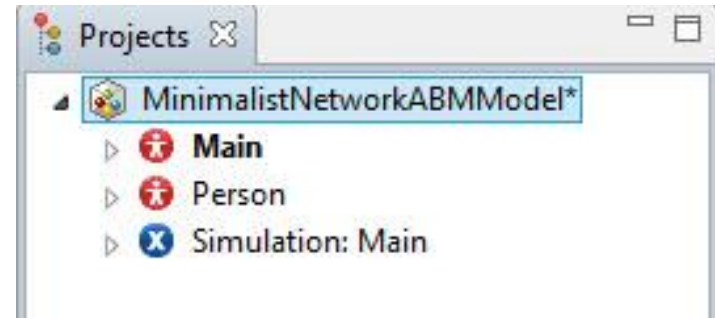 Projects
MinimalistNetworkABMModel*
Main
Person
Simulation: Main